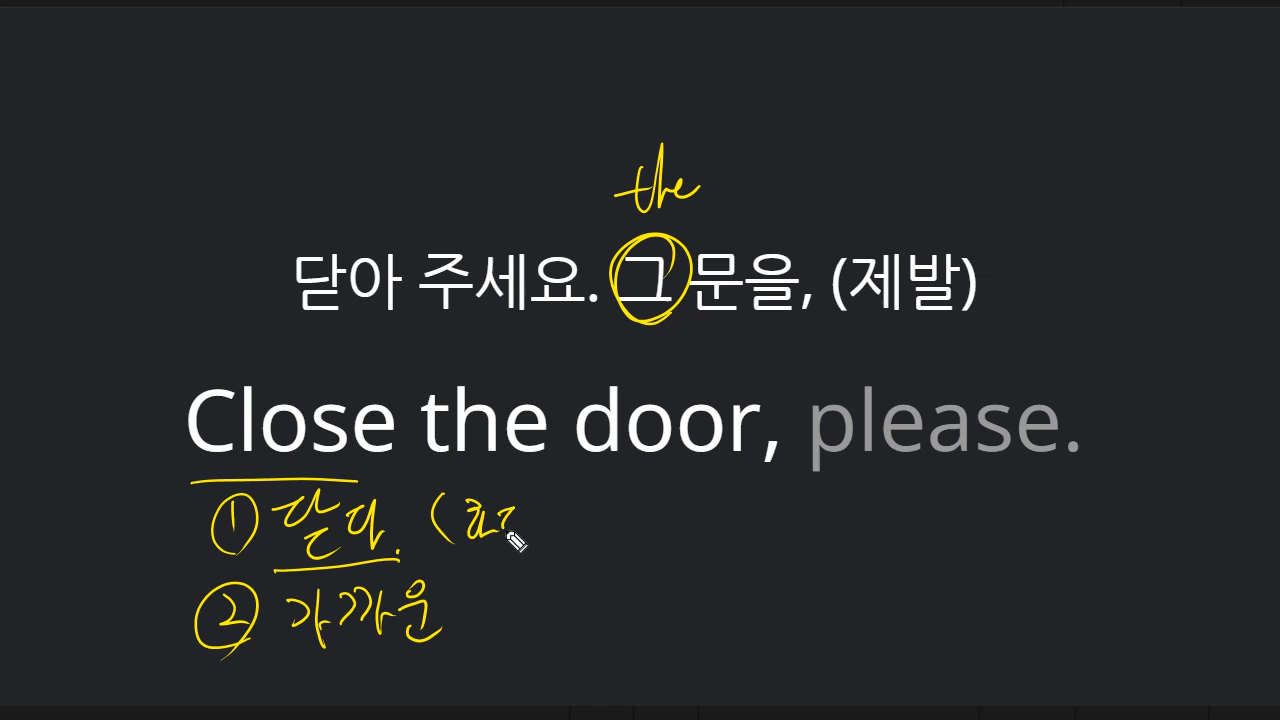 the
닫아 주세요. 그 문을, (제발)
Close the door, please.
① 닫다. (
② 가까운